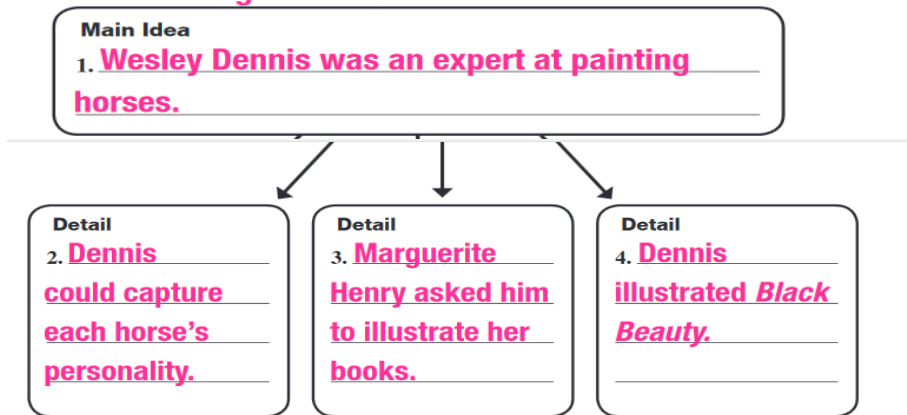 Main Idea
1. Wesley Dennis was an expert at painting
horses.
Detail
2. Dennis
could capture
each horse's
personality.
Detail
3. Marguerite
Henry asked him
to illustrate her
books.
Detail
4. Dennis
illustrated Black
Beauty.